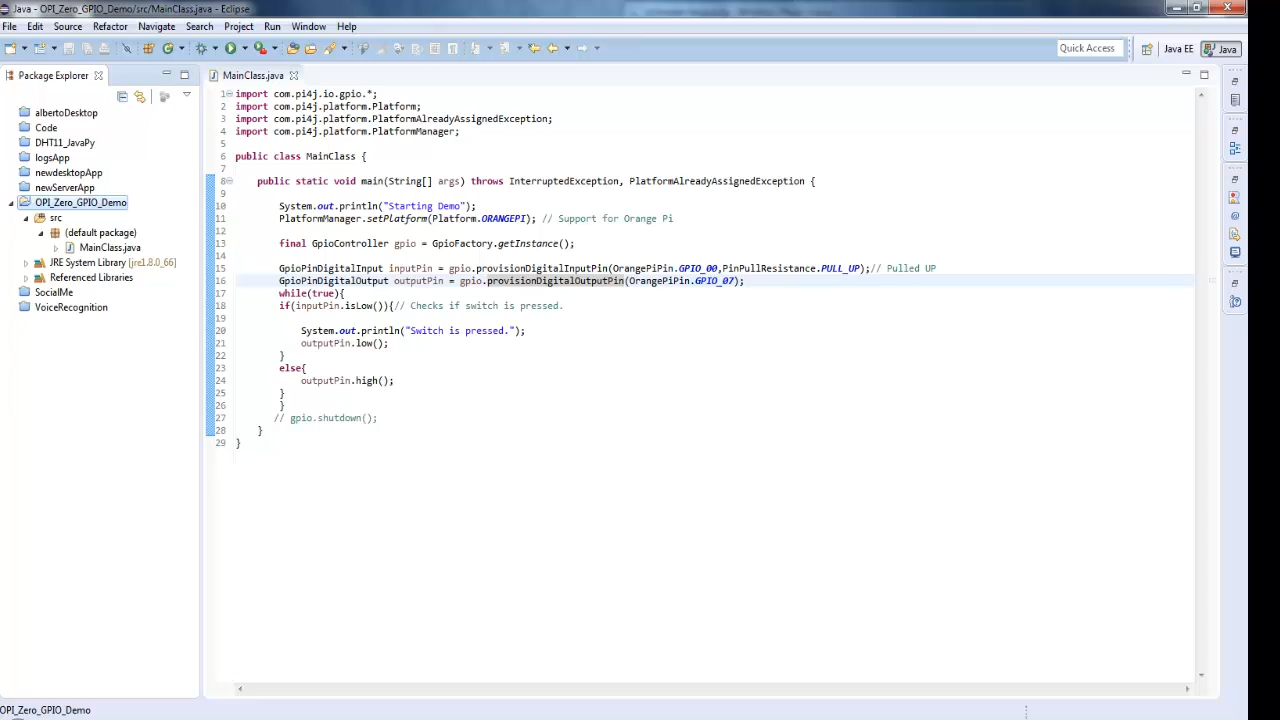 Java - OPI_Zero_GPIO_Demo/src/MainClass.java - Eclipse
File Edit Source Refactor Navigate Search Project Run Window Help
Quick Access Java EE Java
Package Explorer
MainClass.java
albertoDesktop
Code
DHT11_JavaPy
logsApp
newdesktopApp
newServerApp
OPI_Zero_GPIO_Demo
src
(default package)
MainClass.java
JRE System Library [jre1.8.0_66]
Referenced Libraries
SocialMe
VoiceRecognition
1 import com.pi4j.io.gpio.*;
2 import com.pi4j.platform.Platform;
3 import com.pi4j.platform.PlatformAlreadyAssignedException;
4 import com.pi4j.platform.PlatformManager;
5
6 public class MainClass {
7
8 public static void main(String[] args) throws InterruptedException, PlatformAlreadyAssignedException {
9
10 System.out.println("Starting Demo");
11 PlatformManager.setPlatform(Platform.ORANGEPI); // Support for Orange Pi
12
13 final GpioController gpio = GpioFactory.getInstance();
14
15 GpioPinDigitalInput inputPin = gpio.provisionDigitalInputPin(OrangePiPin.GPIO_00,PinPullResistance.PULL_UP);// Pulled UP
16 GpioPinDigitalOutput outputPin = gpio.provisionDigitalOutputPin(OrangePiPin.GPIO_07);
17 while(true){
18 if(inputPin.isLow()){// Checks if switch is pressed.
19
20 System.out.println("Switch is pressed.");
21 outputPin.low();
22 }
23 else{
24 outputPin.high();
25 }
26 }
27 // gpio.shutdown();
28 }
29 }
OPI_Zero_GPIO_Demo